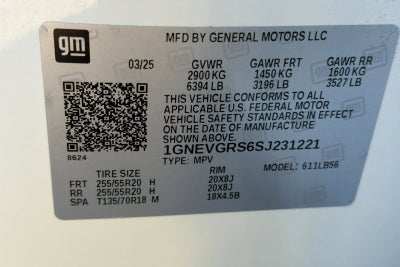 gm
MFD BY GENERAL MOTORS LLC
03/25 GVWR GAWR FRT GAWR RR
2900 KG 1450 KG 1600 KG
6394 LB 3196 LB 3527 LB
THIS VEHICLE CONFORMS TO ALL
APPLICABLE U.S. FEDERAL MOTOR
VEHICLE SAFETY STANDARDS IN EFFECT
ON THE DATE OF MANUFACTURE
SHOWN ABOVE.
1GNEVGRS6SJ231221
8624
TYPE: MPV MODEL: 611LB56
TIRE SIZE RIM
FRT 255/55R20 H 20X8J
RR 255/55R20 H 20X8J
SPA T135/70R18 M 18X4.5B